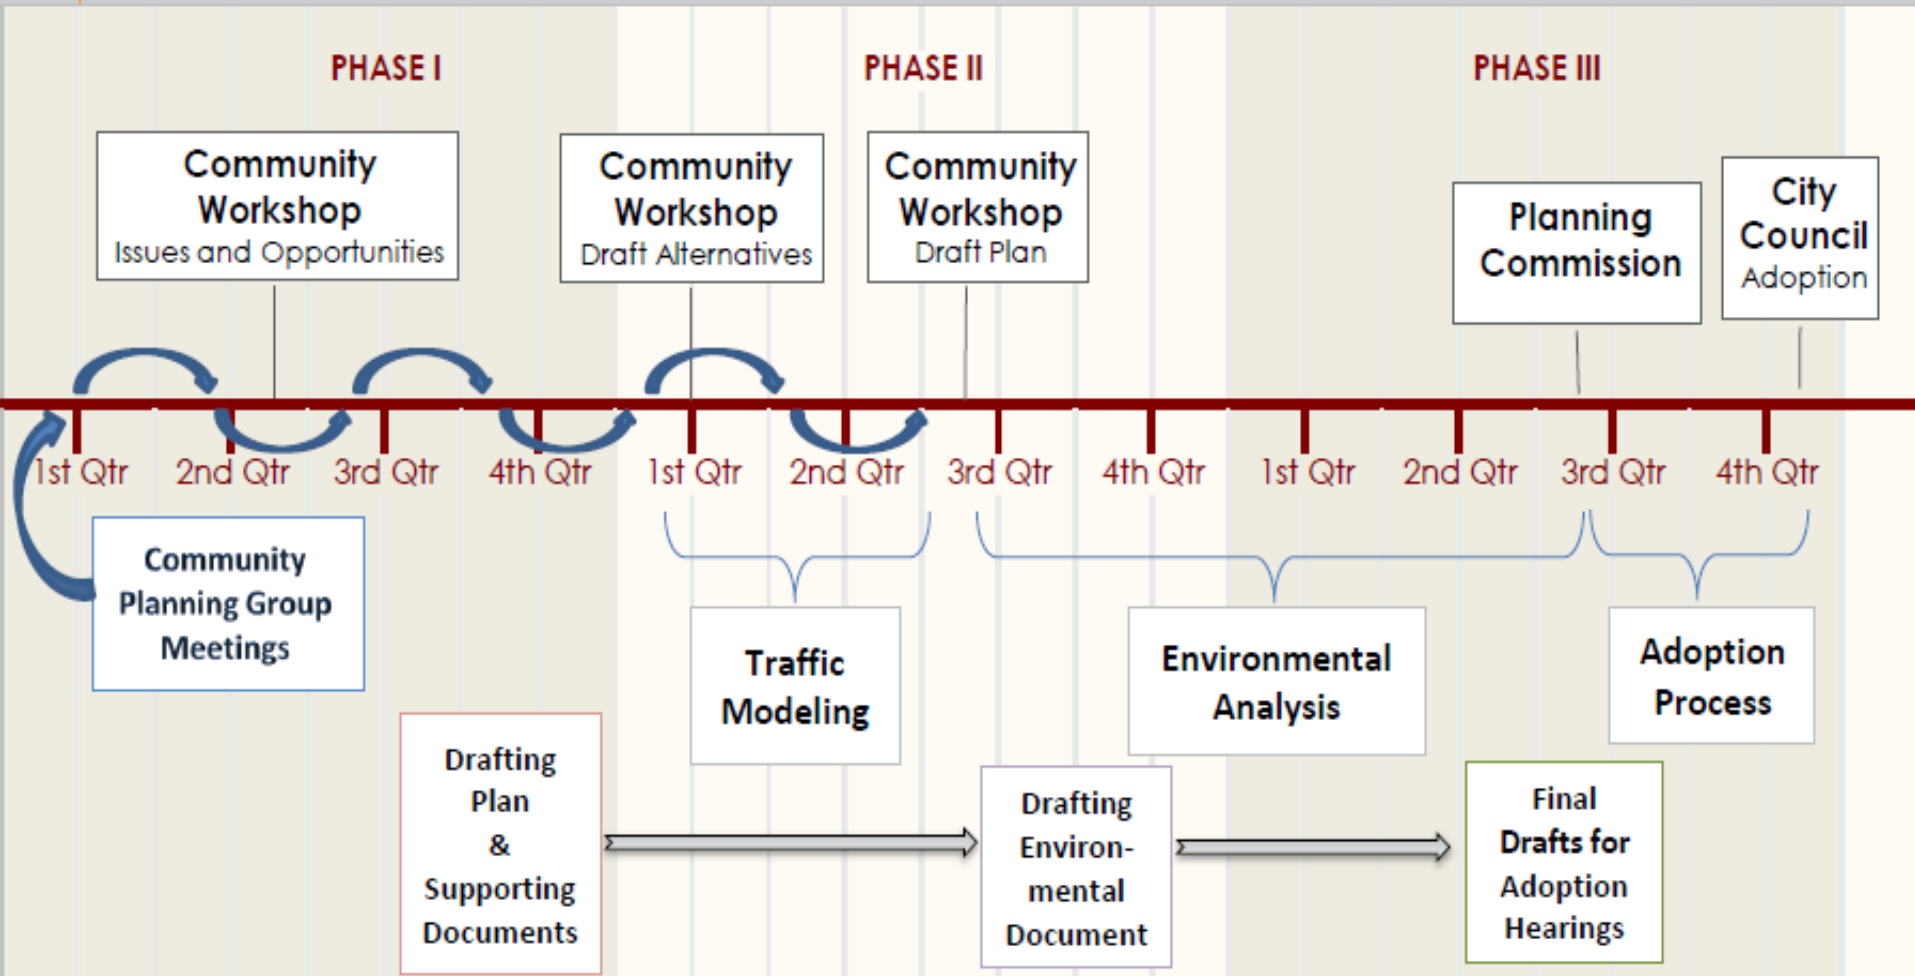 PHASE I
PHASE II
PHASE III
Community
Workshop
Issues and Opportunities
Community
Workshop
Draft Alternatives
Community
Workshop
Draft Plan
Planning
Commission
City
Council
Adoption
1st Qtr
2nd Qtr
3rd Qtr
4th Qtr
1st Qtr
2nd Qtr
3rd Qtr
4th Qtr
1st Qtr
2nd Qtr
3rd Qtr
4th Qtr
Community
Planning Group
Meetings
Traffic
Modeling
Environmental
Analysis
Adoption
Process
Drafting
Plan
&
Supporting
Documents
Drafting
Environ-
mental
Document
Final
Drafts for
Adoption
Hearings